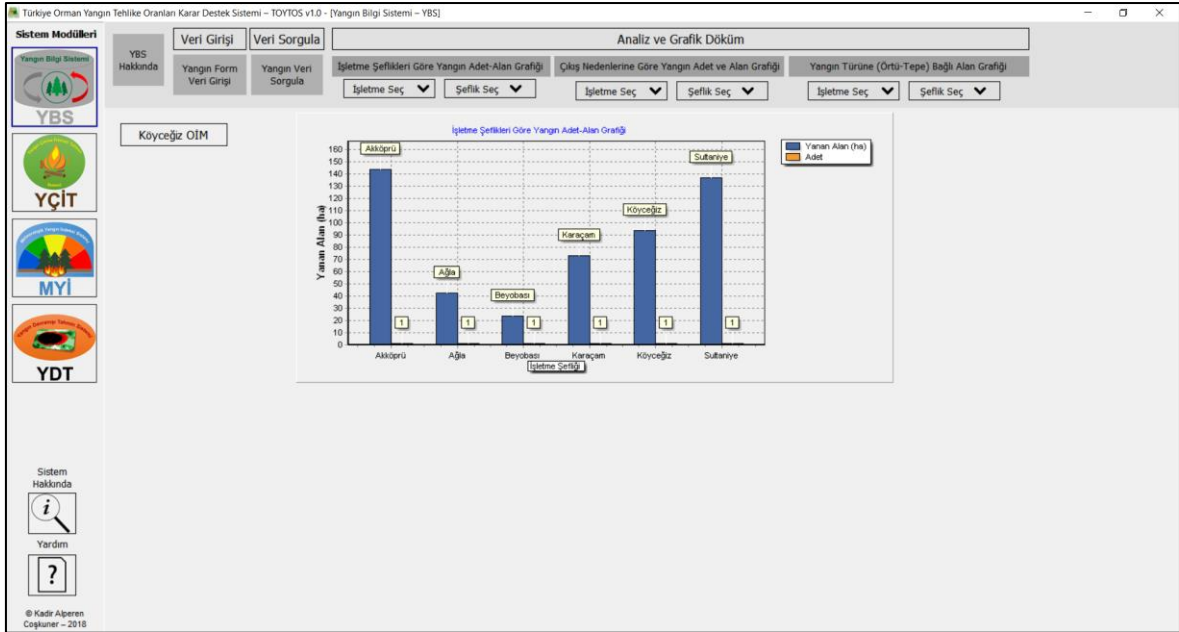 Türkiye Orman Yangın Tehlike Oranları Karar Destek Sistemi – TOYTOS v1.0 - [Yangın Bilgi Sistemi – YBS]
Sistem Modülleri
Yangın Bilgi Sistemi
YBS
YÇİT
MYİ
YDT
Sistem
Hakkında
i
Yardım
?
© Kadir Alperen
Coşkuner – 2018
YBS
Hakkında
Veri Girişi
Veri Sorgula
Analiz ve Grafik Döküm
Yangın Form
Veri Girişi
Yangın Veri
Sorgula
İşletme Şeflikleri Göre Yangın Adet-Alan Grafiği
Çıkış Nedenlerine Göre Yangın Adet ve Alan Grafiği
Yangın Türüne (Örtü-Tepe) Bağlı Alan Grafiği
İşletme Seç
Şeflik Seç
İşletme Seç
Şeflik Seç
İşletme Seç
Şeflik Seç
Köyceğiz OİM
İşletme Şeflikleri Göre Yangın Adet-Alan Grafiği
Yanan Alan (ha)
Adet
Yanan Alan (ha)
160
150
140
130
120
110
100
90
80
70
60
50
40
30
20
10
0
Akköprü
Ağla
Beyobası
Karaçam
Köyceğiz
Sultaniye
1
1
1
1
1
1
Akköprü
Ağla
Beyobası
Karaçam
Köyceğiz
Sultaniye
İşletme Şefliği